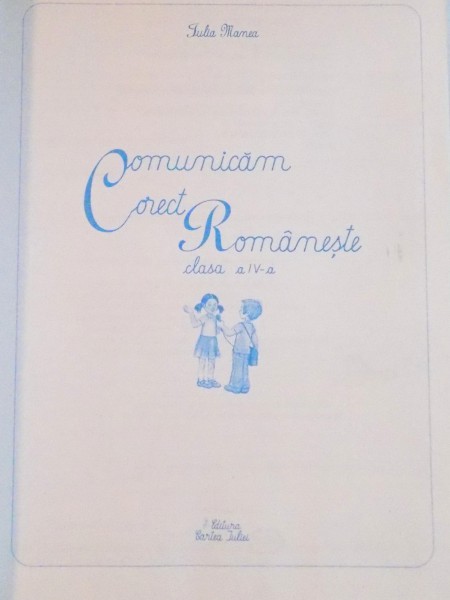 Iulia Manea
Comunicăm
Corect
Românește
clasa a IV-a
Editura
Cartea Iuliei